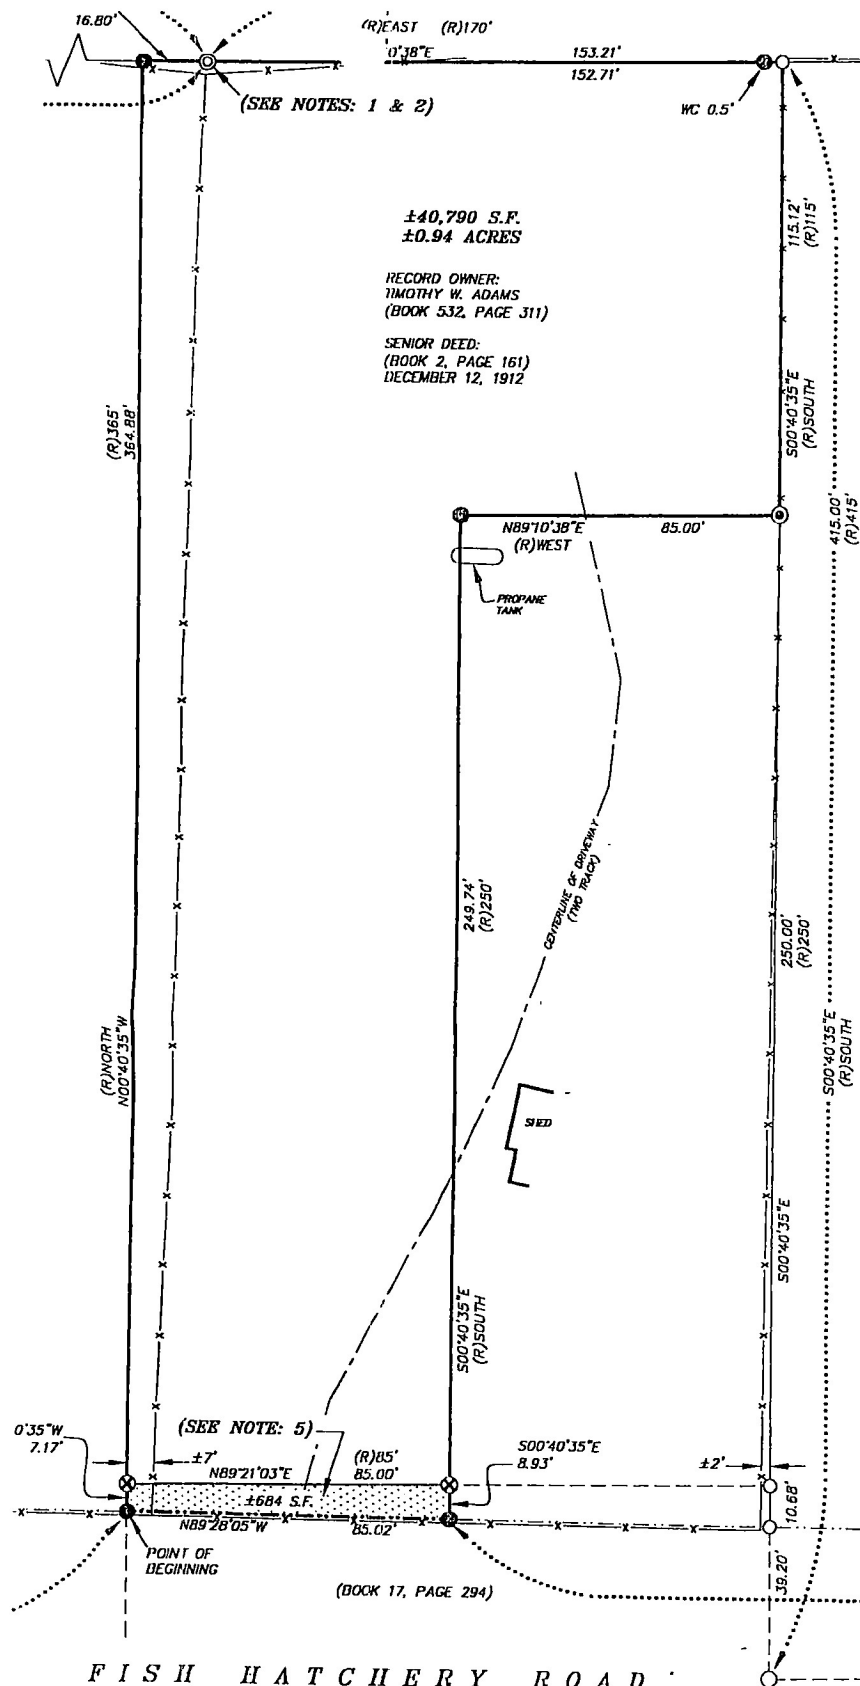 16.80'
(R)EAST (R)170'
0'38"E
153.21'
152.71'
(SEE NOTES: 1 & 2)
WC 0.5'
±40,790 S.F.
±0.94 ACRES
115.12'
(R)115'
RECORD OWNER:
TIMOTHY W. ADAMS
(BOOK 532, PAGE 311)
SENIOR DEED:
(BOOK 2, PAGE 161)
DECEMBER 12, 1912
(R)365'
364.88'
S00°40'35"E
(R)SOUTH
415.00'
(R)415'
N89°10'38"E
85.00'
(R)WEST
PROPANE
TANK
CENTERLINE OF DRIVEWAY
(TWO TRACK)
249.74'
(R)250'
250.00'
(R)250'
(R)NORTH
N00°40'35"W
S00°40'35"E
(R)SOUTH
SHED
S00°40'35"E
S00°40'35"E
(R)SOUTH
0'35"W
7.17'
(SEE NOTE: 5)
±7'
(R)85'
N89°21'03"E
85.00'
S00°40'35"E
8.93'
±2'
±684 S.F.
10.68'
N89°28'05"W
85.02'
POINT OF
BEGINNING
39.20'
(BOOK 17, PAGE 294)
FISH HATCHERY ROAD